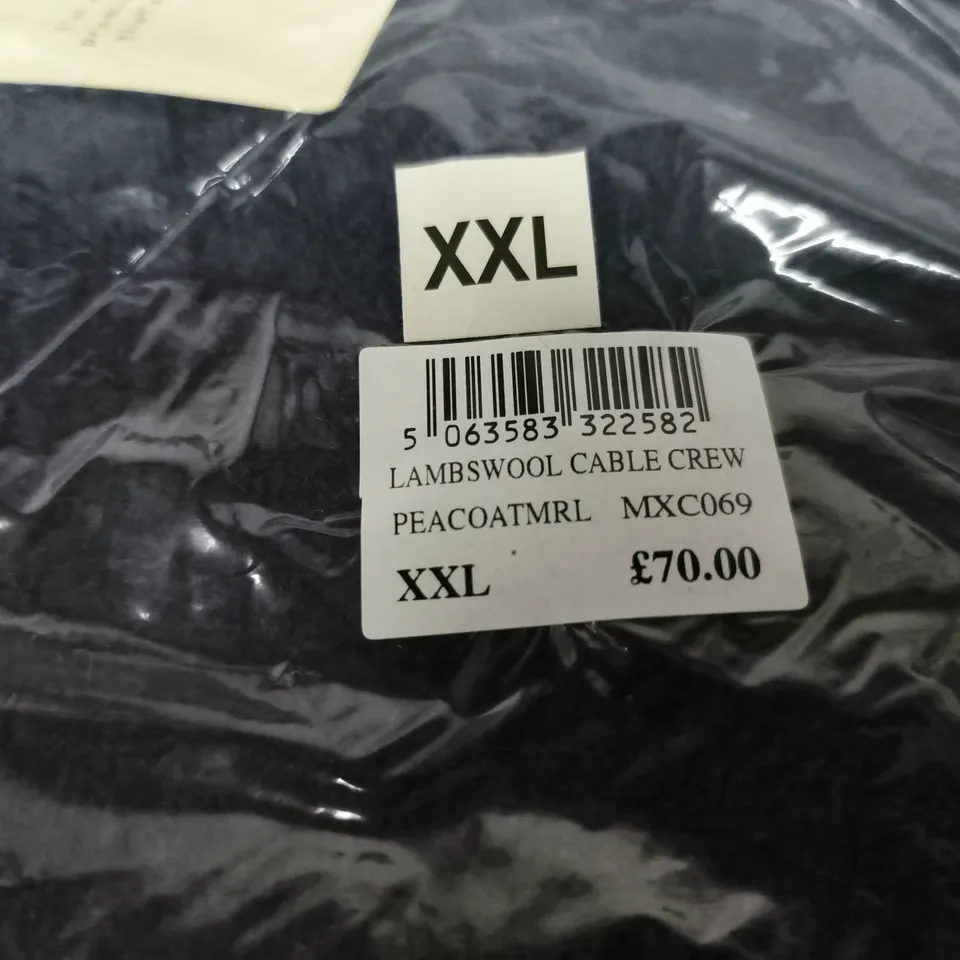 XXL
5 063583 322582
LAMBSWOOL CABLE CREW
PEACOATMRL MXC069
XXL £70.00